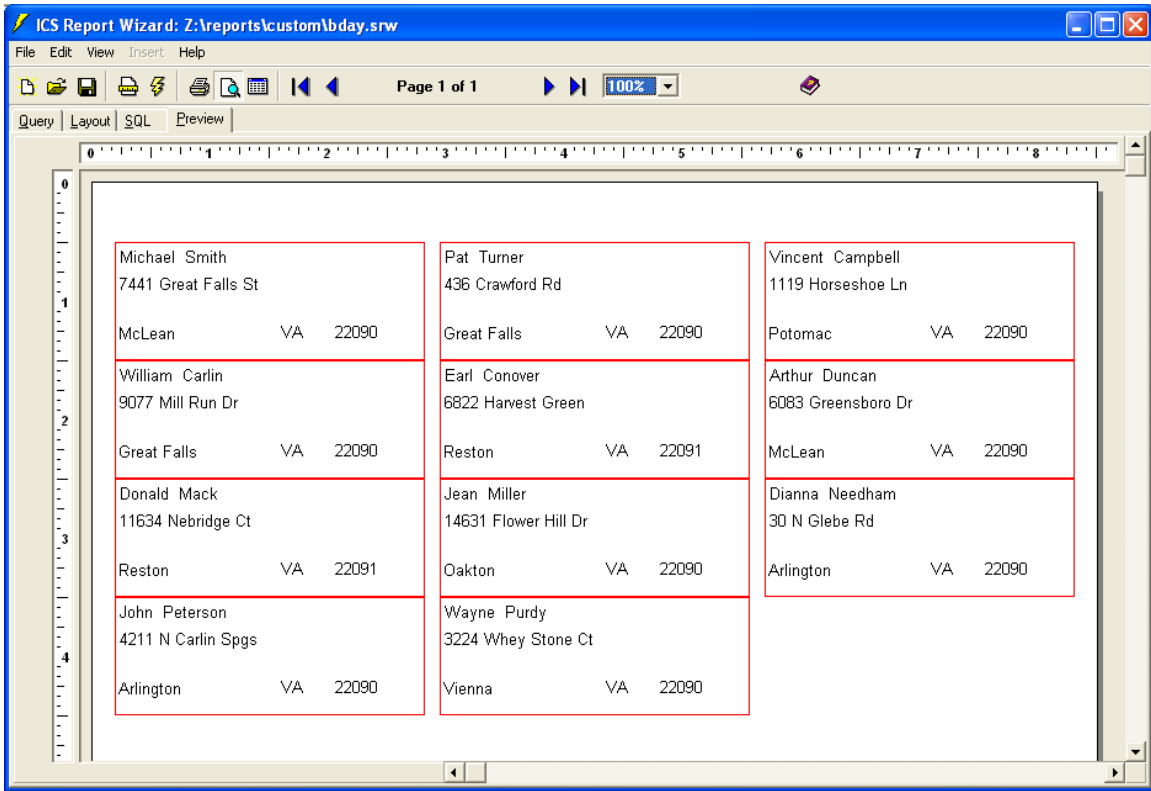 ICS Report Wizard: Z:\reports\custom\bday.srw
File Edit View Insert Help
Page 1 of 1 100%
Query Layout SQL Preview
0 1 2 3 4 5 6 7 8
0
Michael Smith Pat Turner Vincent Campbell
7441 Great Falls St 436 Crawford Rd 1119 Horseshoe Ln
1
McLean VA 22090 Great Falls VA 22090 Potomac VA 22090
William Carlin Earl Conover Arthur Duncan
9077 Mill Run Dr 6822 Harvest Green 6083 Greensboro Dr
2
Great Falls VA 22090 Reston VA 22091 McLean VA 22090
Donald Mack Jean Miller Dianna Needham
11634 Nebridge Ct 14631 Flower Hill Dr 30 N Glebe Rd
3
Reston VA 22091 Oakton VA 22090 Arlington VA 22090
John Peterson Wayne Purdy
4211 N Carlin Spgs 3224 Whey Stone Ct
4
Arlington VA 22090 Vienna VA 22090